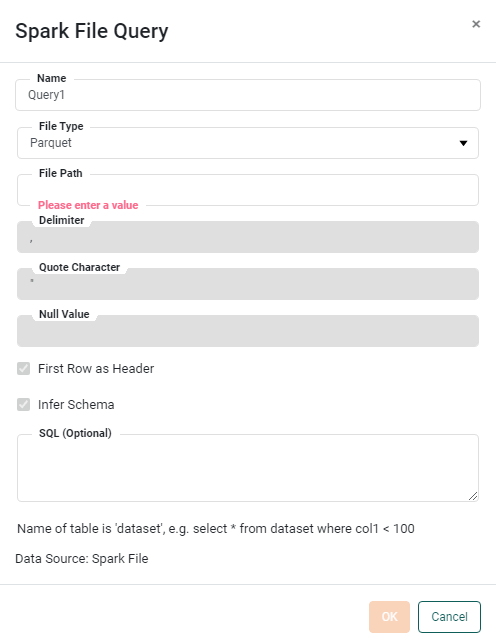 Spark File Query
×
Name
Query1
File Type
Parquet
File Path
Please enter a value
Delimiter
,
Quote Character
"
Null Value
First Row as Header
Infer Schema
SQL (Optional)
Name of table is 'dataset', e.g. select * from dataset where col1 < 100
Data Source: Spark File
OK
Cancel